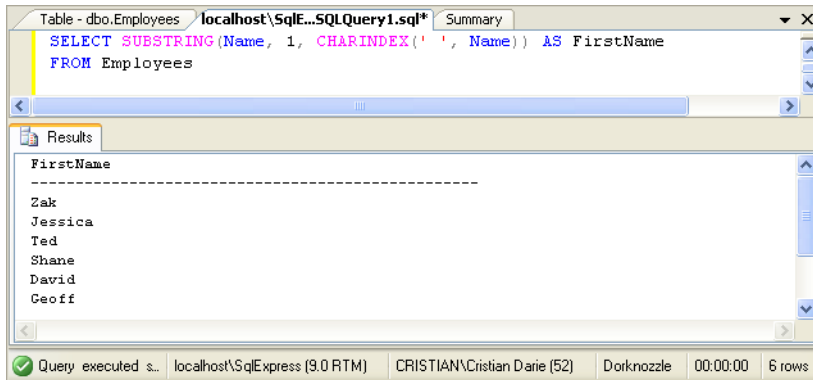 Table - dbo.Employees localhost\SqlE...SQLQuery1.sql* Summary
SELECT SUBSTRING(Name, 1, CHARINDEX(' ', Name)) AS FirstName
FROM Employees
Results
FirstName
--------------------------------------------------
Zak
Jessica
Ted
Shane
David
Geoff
Query executed s... localhost\SqlExpress (9.0 RTM) CRISTIAN\Cristian Darie (52) Dorknozzle 00:00:00 6 rows